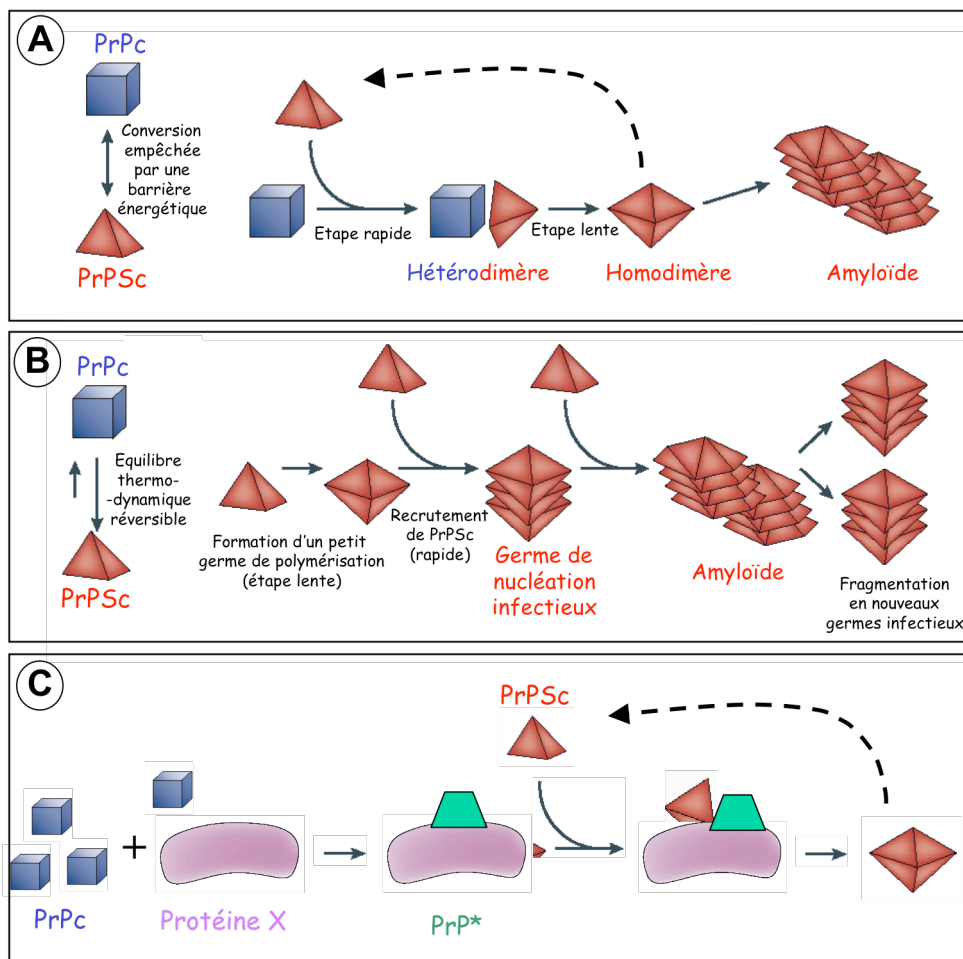 A
PrPc
Conversion
empêchée
par une
barrière
énergétique
PrPSc
Etape rapide
Etape lente
Hétérodimère
Homodimère
Amyloïde
B
PrPc
Equilibre
thermo-
-dynamique
réversible
PrPSc
Formation d'un petit
germe de polymérisation
(étape lente)
Recrutement
de PrPSc
(rapide)
Germe de
nucléation
infectieux
Amyloïde
Fragmentation
en nouveaux
germes infectieux
C
PrPSc
+
PrPc
Protéine X
PrP*